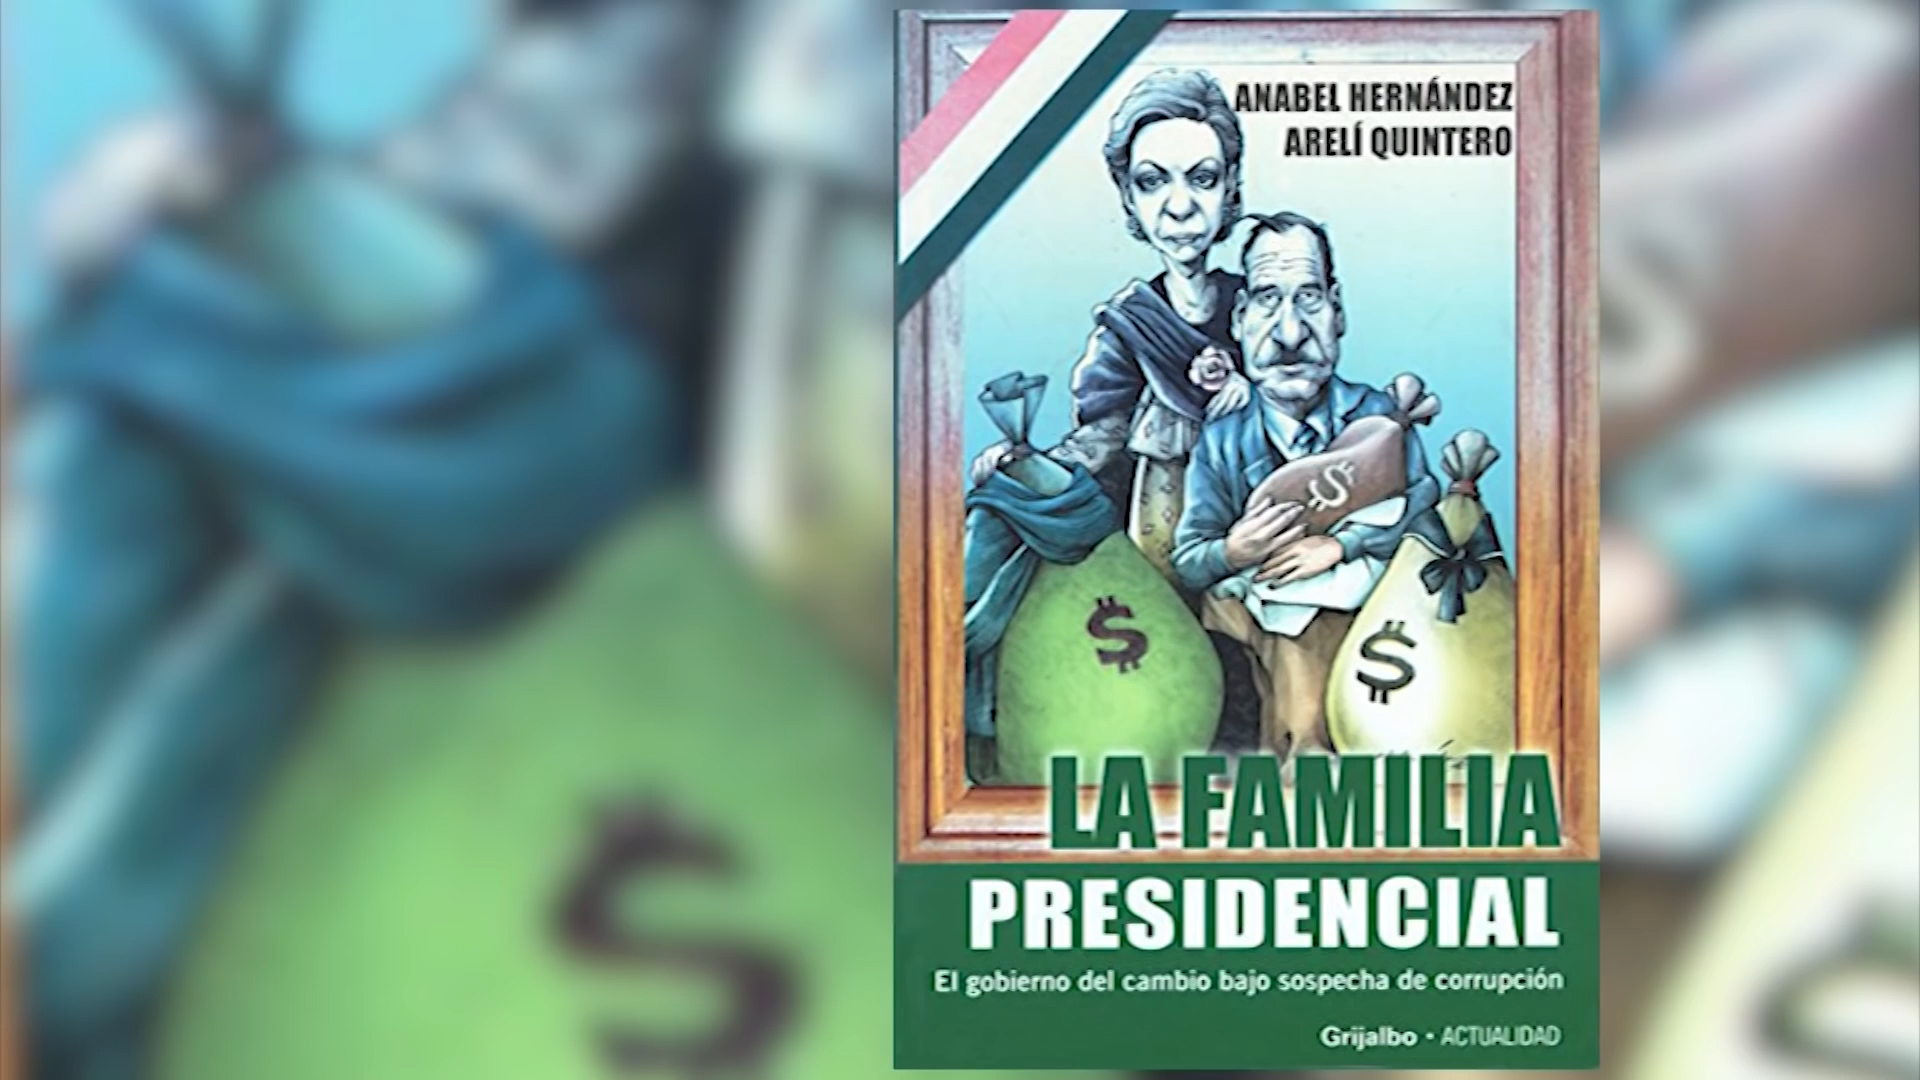 ANABEL HERNÁNDEZ
ARELÍ QUINTERO
$
$
$
LA FAMILIA
PRESIDENCIAL
El gobierno del cambio bajo sospecha de corrupción
Grijalbo · ACTUALIDAD